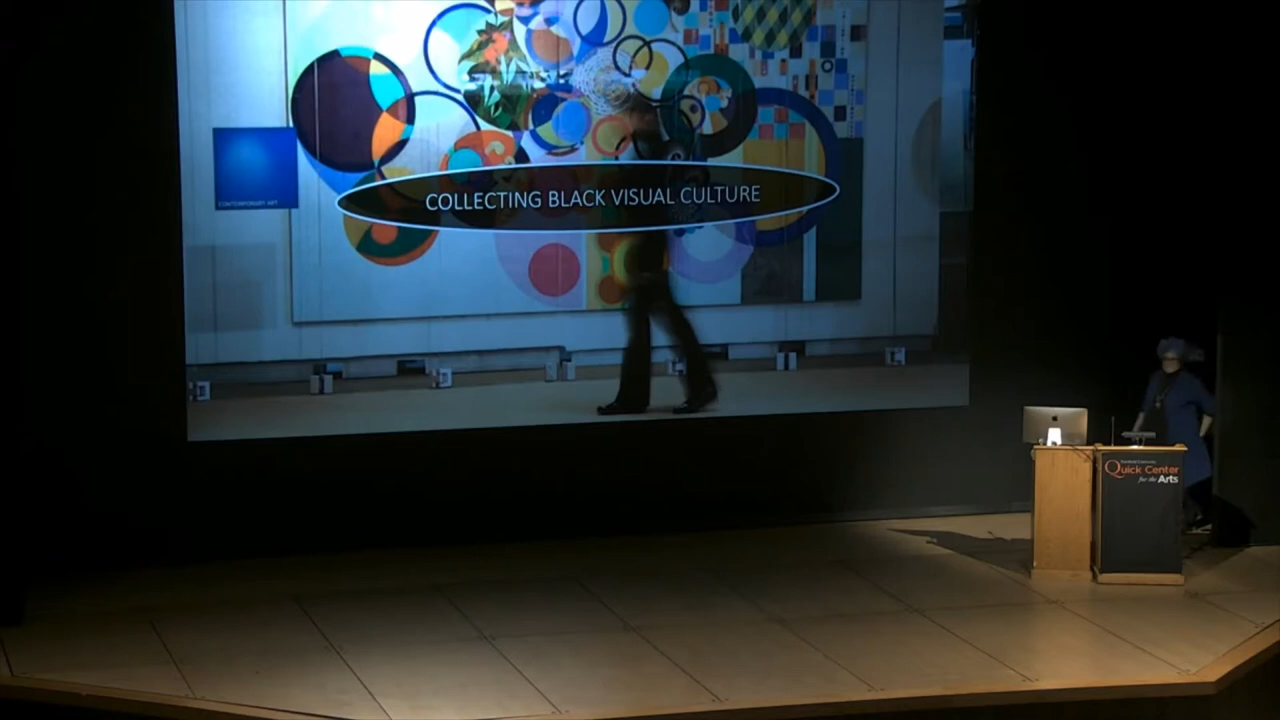 CONTEMPORARY ART
COLLECTING BLACK VISUAL CULTURE
Quick Center
for the Arts